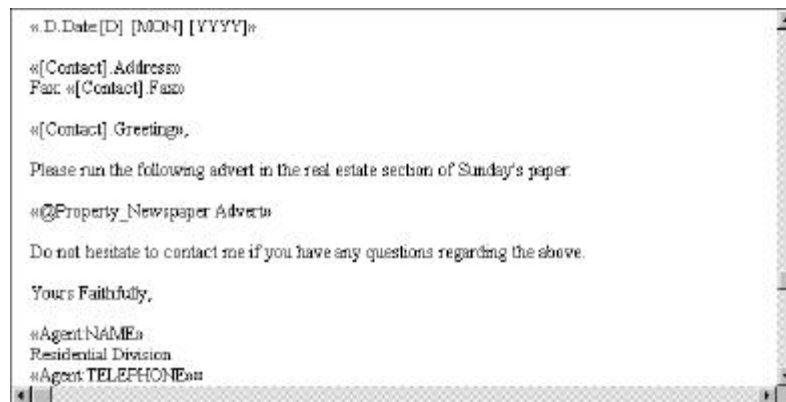 «.D.Date:[D] [MON] [YYYY]»
«[Contact].Address»
Fax: «[Contact].Fax»
«[Contact].Greeting»,
Please run the following advert in the real estate section of Sunday's paper:
«@Property_Newspaper Advert»
Do not hesitate to contact me if you have any questions regarding the above.
Yours Faithfully,
«Agent:NAME»
Residential Division
«Agent:TELEPHONE»¤